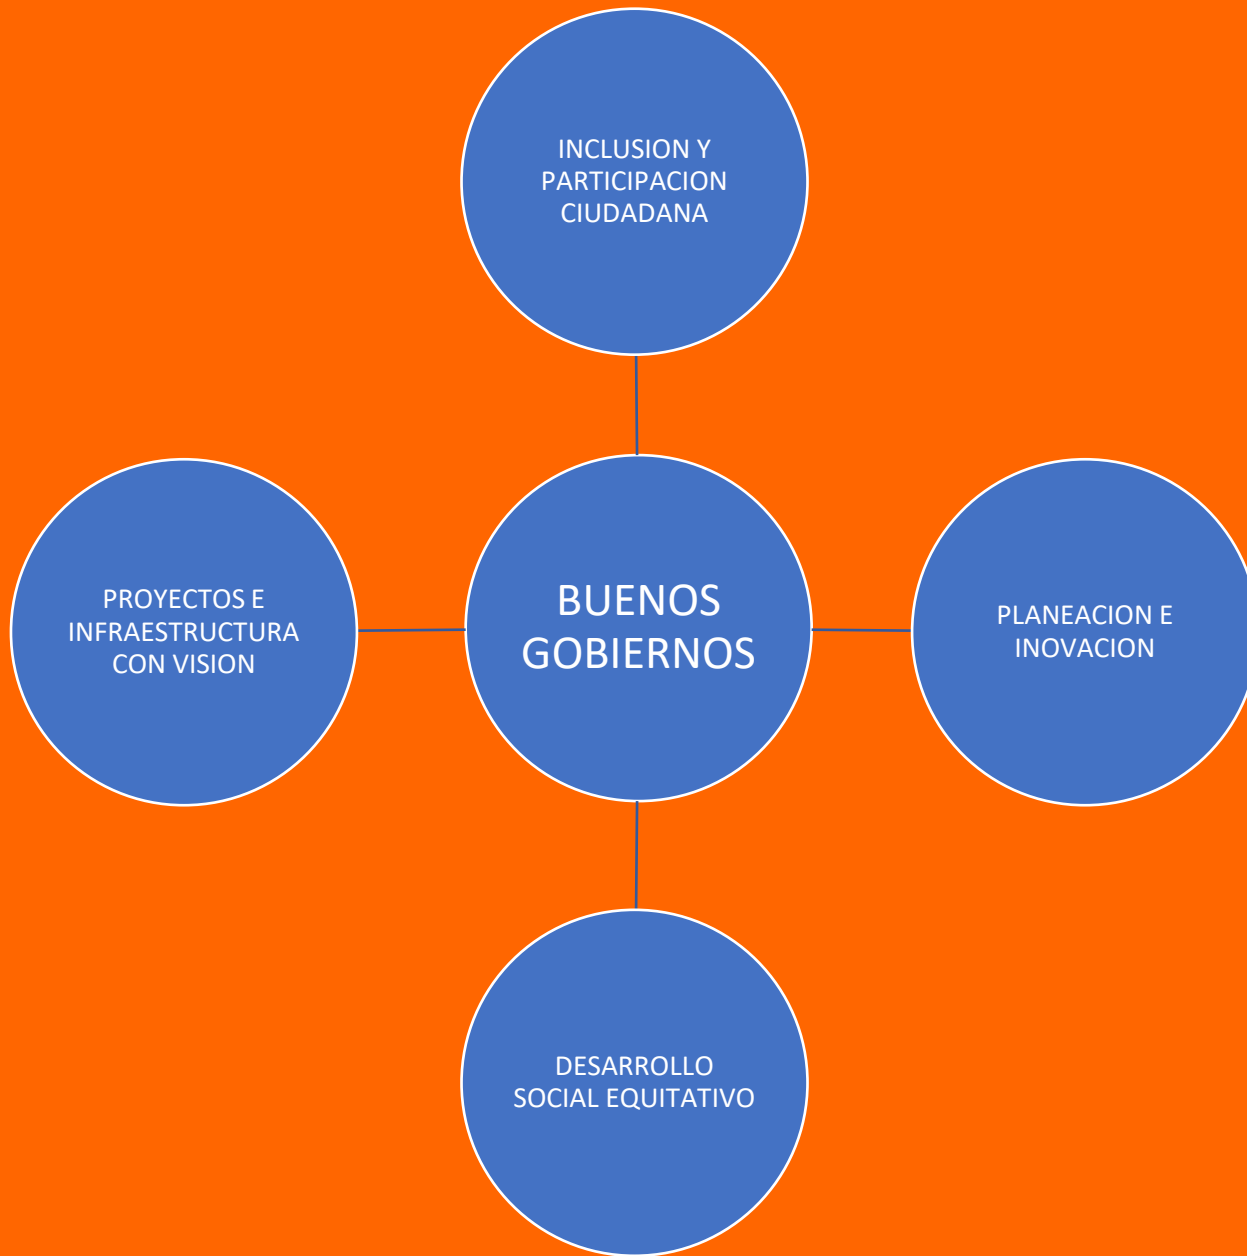 INCLUSION Y
PARTICIPACION
CIUDADANA
PROYECTOS E
INFRAESTRUCTURA
CON VISION
BUENOS
GOBIERNOS
PLANEACION E
INOVACION
DESARROLLO
SOCIAL EQUITATIVO